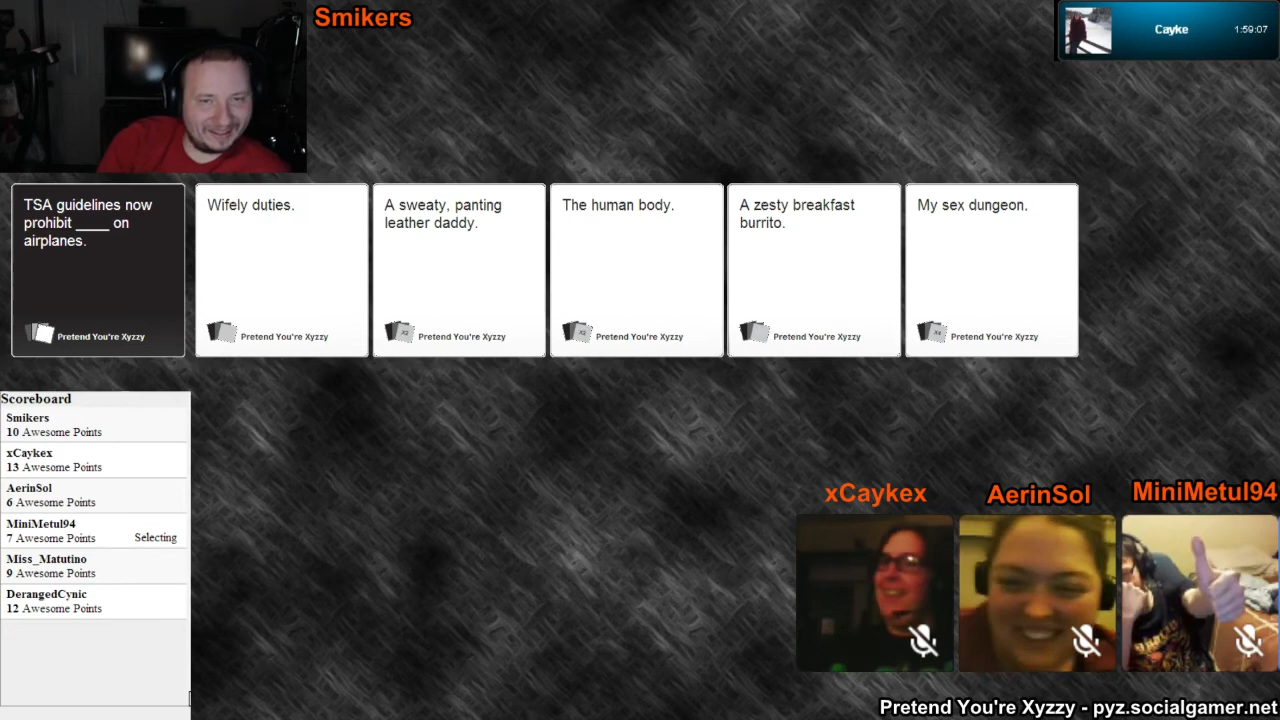 Smikers
Cayke
1:59:07
TSA guidelines now
prohibit ____ on
airplanes.
Pretend You're Xyzzy
Wifely duties.
Pretend You're Xyzzy
A sweaty, panting
leather daddy.
X2
Pretend You're Xyzzy
The human body.
X2
Pretend You're Xyzzy
A zesty breakfast
burrito.
Pretend You're Xyzzy
My sex dungeon.
Pretend You're Xyzzy
Scoreboard
Smikers
10 Awesome Points
xCaykex
13 Awesome Points
AerinSol
6 Awesome Points
MiniMetul94
7 Awesome Points Selecting
Miss_Matutino
9 Awesome Points
DerangedCynic
12 Awesome Points
xCaykex
AerinSol
MiniMetul94
Pretend You're Xyzzy - pyz.socialgamer.net